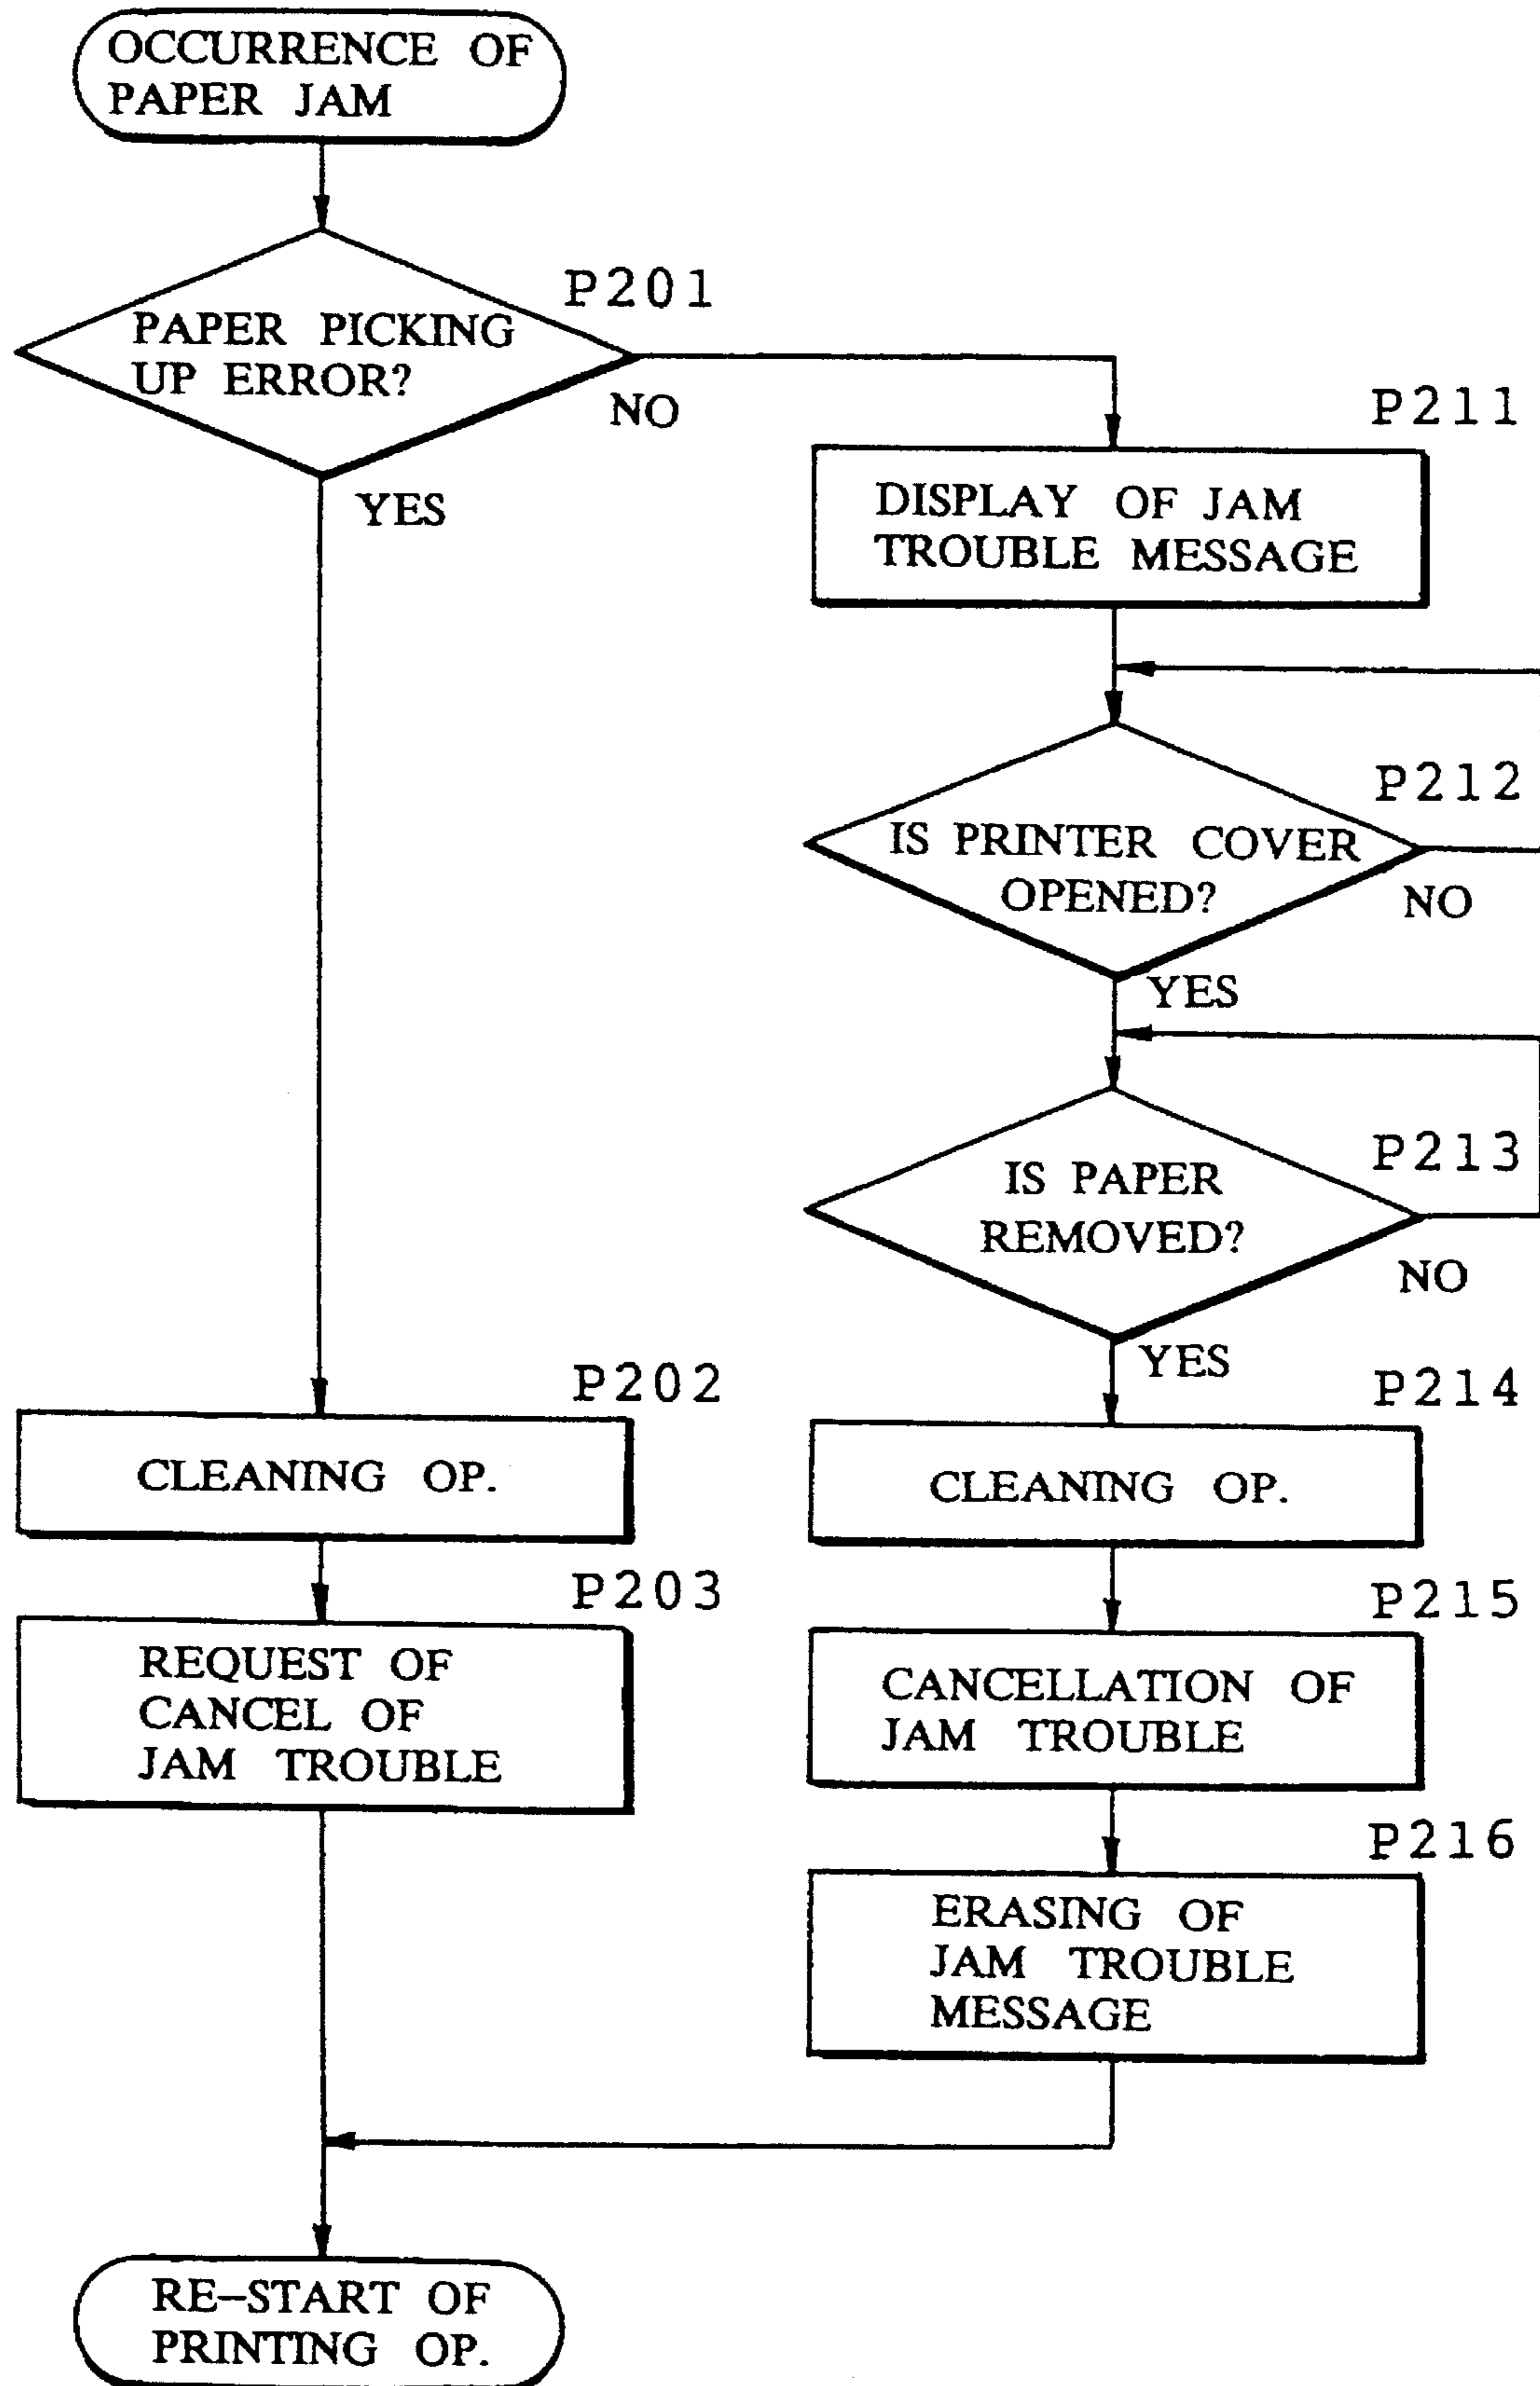 OCCURRENCE OF
PAPER JAM
P201
PAPER PICKING
UP ERROR?
NO
YES
P211
DISPLAY OF JAM
TROUBLE MESSAGE
P212
IS PRINTER COVER
OPENED?
NO
YES
P213
IS PAPER
REMOVED?
NO
YES
P202
CLEANING OP.
P214
CLEANING OP.
P203
REQUEST OF
CANCEL OF
JAM TROUBLE
P215
CANCELLATION OF
JAM TROUBLE
P216
ERASING OF
JAM TROUBLE
MESSAGE
RE-START OF
PRINTING OP.